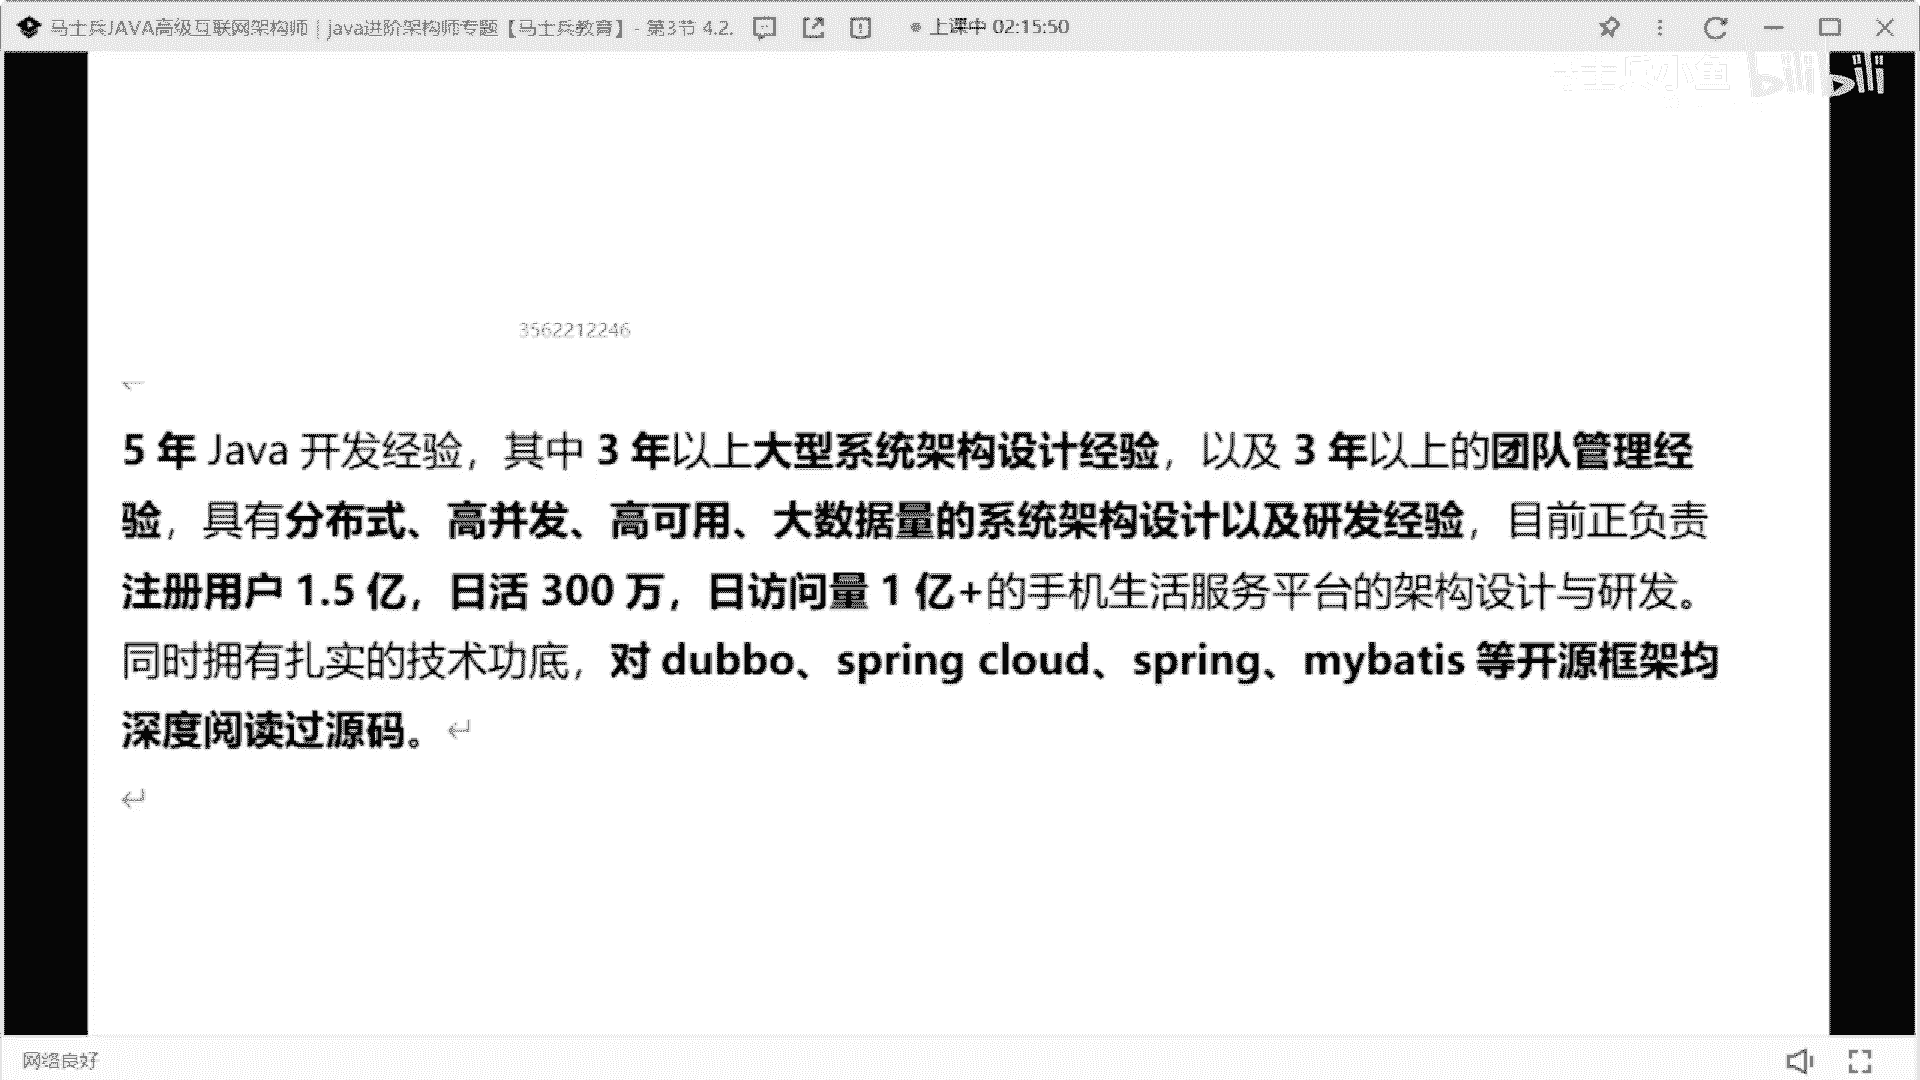 马士兵JAVA高级互联网架构师｜java进阶架构师专题【马士兵教育】- 第3节 4.2. 上课中 02:15:50
士兵小鱼 bilibili
3562212246
5 年 Java 开发经验，其中 3 年以上大型系统架构设计经验，以及 3 年以上的团队管理经
验，具有分布式、高并发、高可用、大数据量的系统架构设计以及研发经验，目前正负责
注册用户 1.5 亿，日活 300 万，日访问量 1 亿+的手机生活服务平台的架构设计与研发。
同时拥有扎实的技术功底，对 dubbo、spring cloud、spring、mybatis 等开源框架均
深度阅读过源码。
网络良好